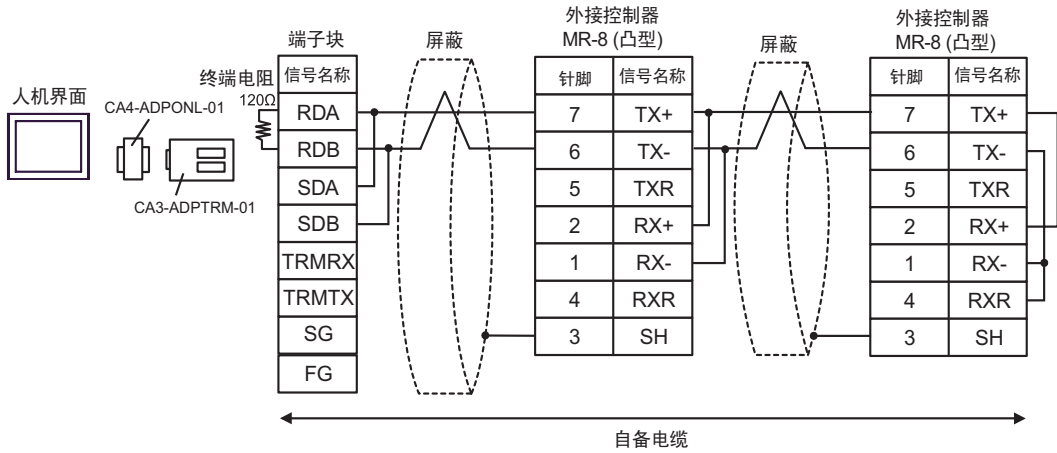 人机界面
CA4-ADPONL-01
CA3-ADPTRM-01
终端电阻
120Ω
端子块
信号名称
RDA
RDB
SDA
SDB
TRMRX
TRMTX
SG
FG
屏蔽
外接控制器
MR-8 (凸型)
针脚 信号名称
7 TX+
6 TX-
5 TXR
2 RX+
1 RX-
4 RXR
3 SH
屏蔽
外接控制器
MR-8 (凸型)
针脚 信号名称
7 TX+
6 TX-
5 TXR
2 RX+
1 RX-
4 RXR
3 SH
自备电缆